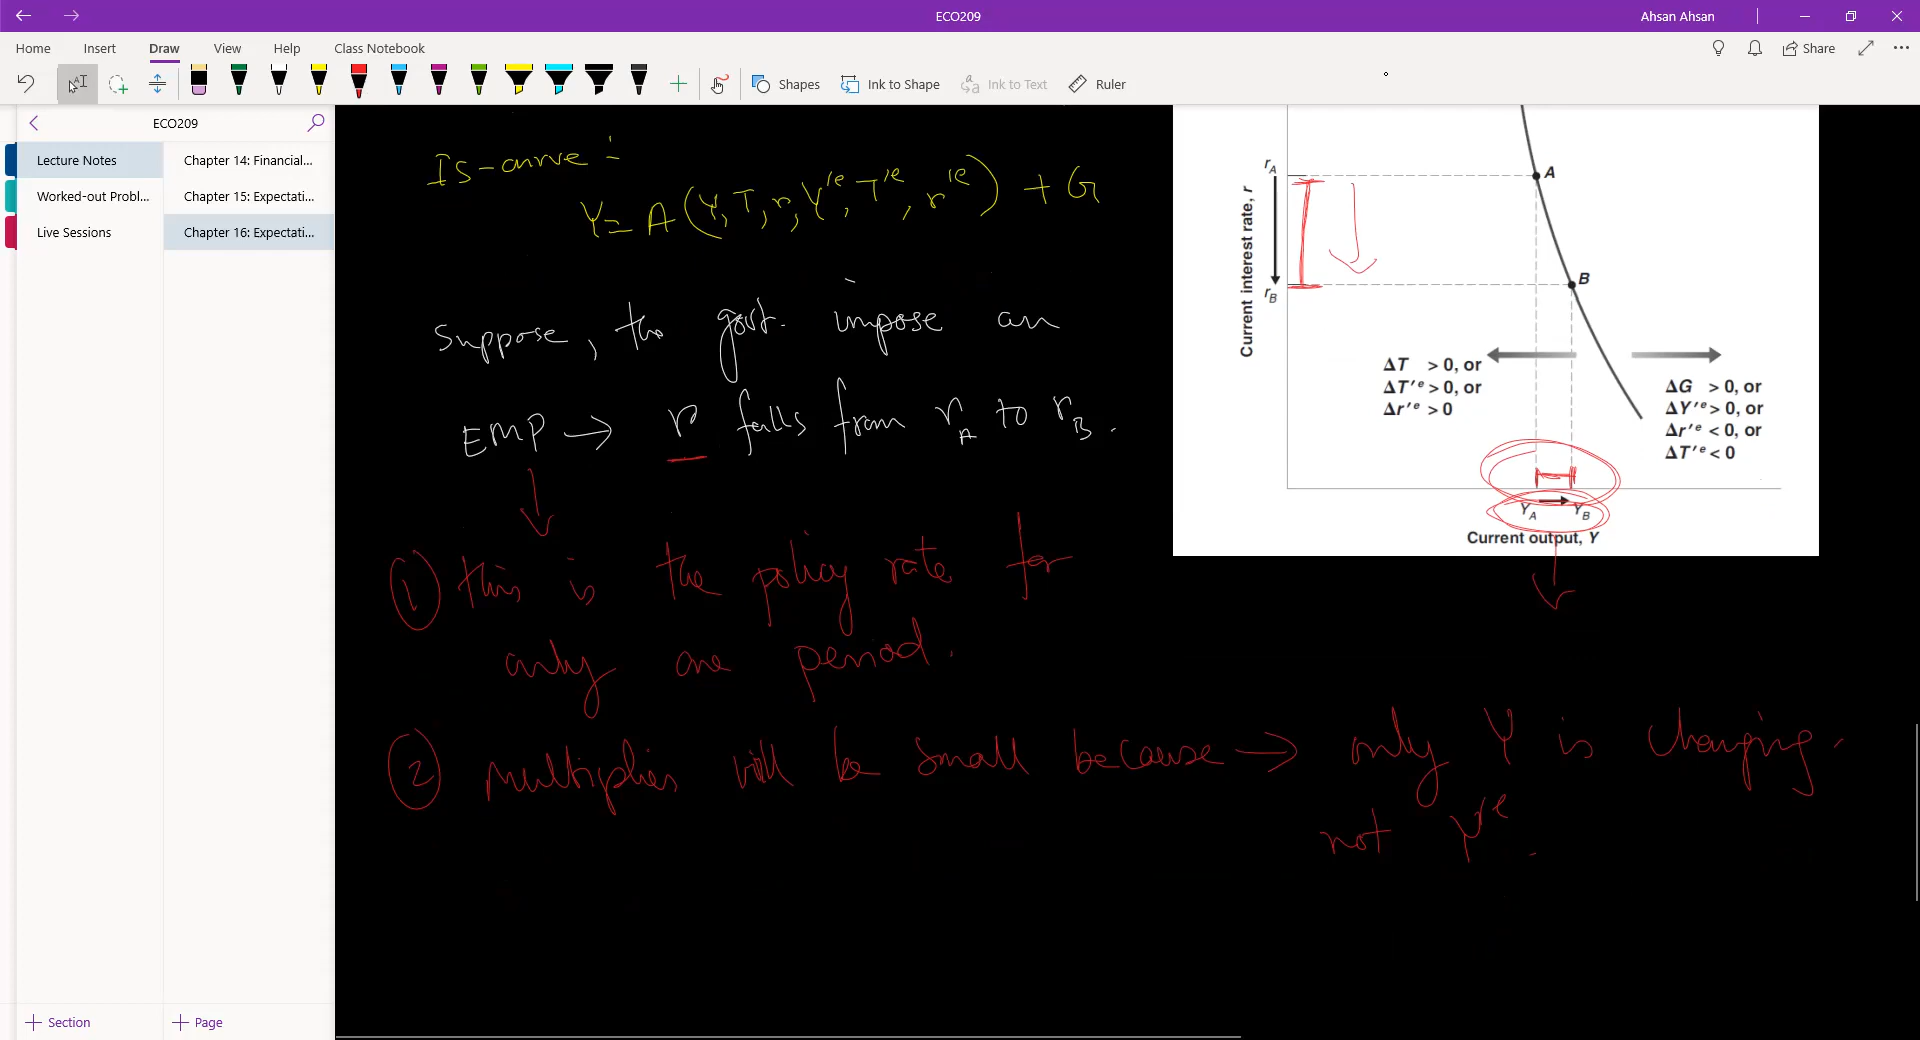 ECO209
Ahsan Ahsan
Home Insert Draw View Help Class Notebook
Share
Shapes Ink to Shape Ink to Text Ruler
ECO209
Lecture Notes
Worked-out Probl...
Live Sessions
Chapter 14: Financial...
Chapter 15: Expectati...
Chapter 16: Expectati...
Section
Page
IS-curve :
Y = A (Y, T, r, Y'e, T'e, r'e) + G
Suppose, the govt. impose an
EMP → r falls from rA to rB.
① this is the policy rate for
only one period.
② multiplier will be small because → only Y is changing.
not Y'e.
Current interest rate, r
rA
rB
A
B
ΔT > 0, or
ΔT'e > 0, or
Δr'e > 0
ΔG > 0, or
ΔY'e > 0, or
Δr'e < 0, or
ΔT'e < 0
YA YB
Current output, Y